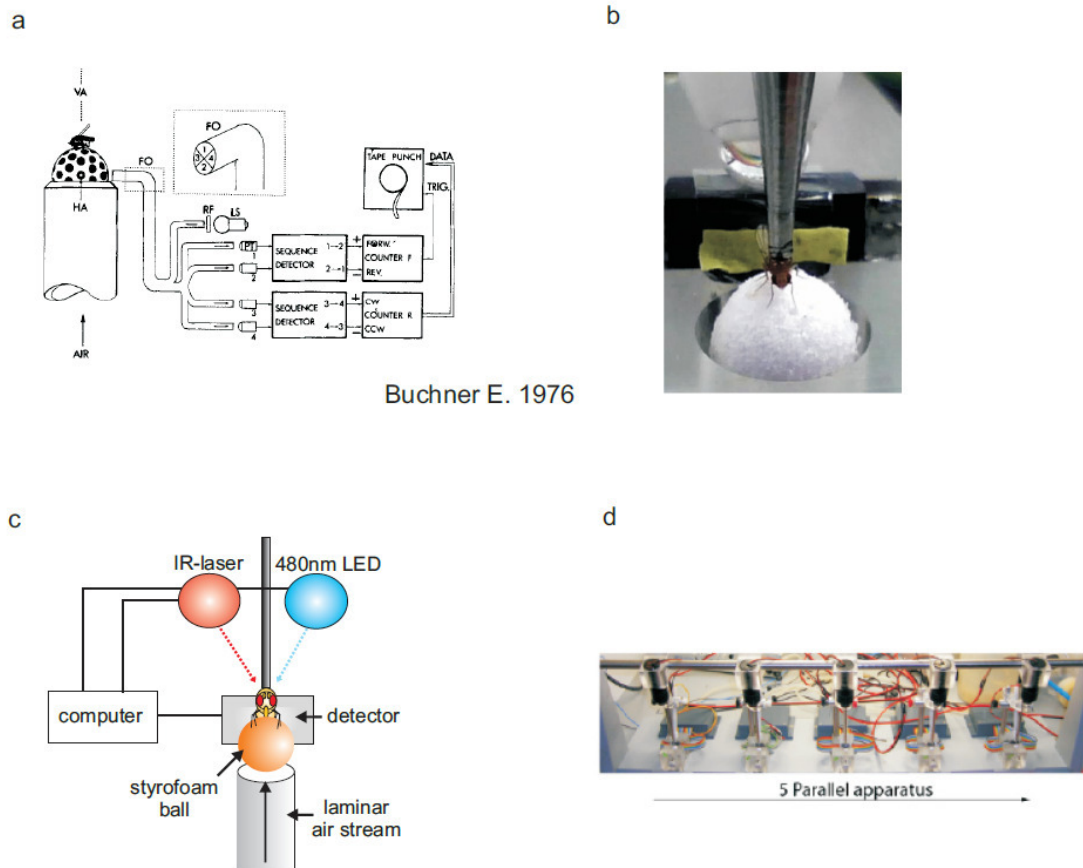 a
VA
FO
FO
1
3 4
2
HA
RF LS
PT
1
2
3
4
SEQUENCE
DETECTOR
1→2
2→1
+
FORW.
COUNTER F
−
REV.
SEQUENCE
DETECTOR
3→4
4→3
+
CW
COUNTER R
−
CCW
TAPE PUNCH
DATA
TRIG.
AIR
Buchner E. 1976
b
c
IR-laser
480nm LED
computer
detector
styrofoam
ball
laminar
air stream
d
5 Parallel apparatus